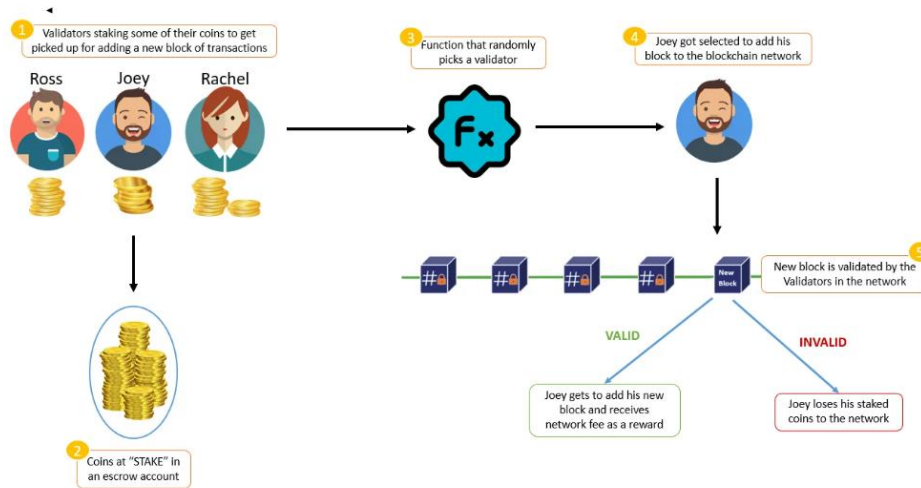 1
Validators staking some of their coins to get
picked up for adding a new block of transactions
Ross
Joey
Rachel
2
Coins at “STAKE” in
an escrow account
3
Function that randomly
picks a validator
Fx
4
Joey got selected to add his
block to the blockchain network
#
#
#
#
New
Block
5
New block is validated by the
Validators in the network
VALID
INVALID
Joey gets to add his new
block and receives
network fee as a reward
Joey loses his staked
coins to the network